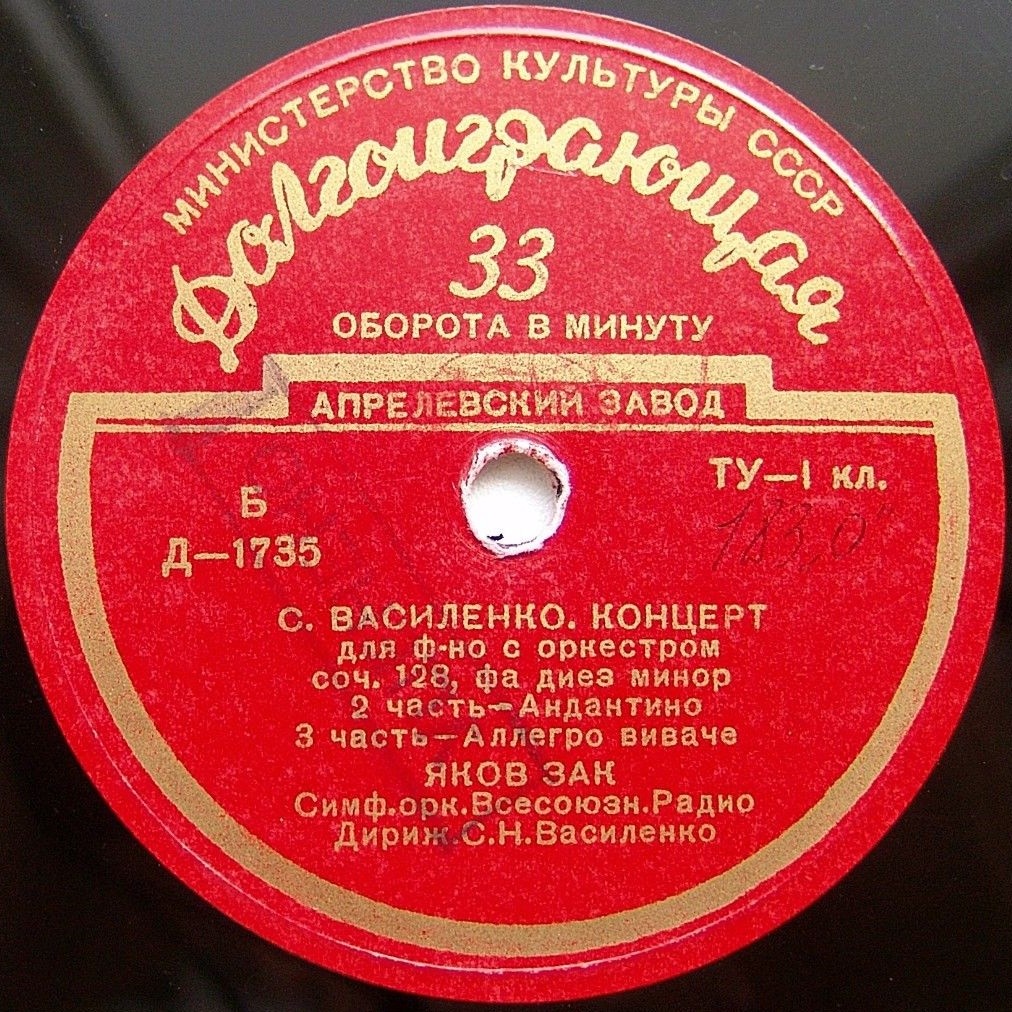 МИНИСТЕРСТВО КУЛЬТУРЫ СССР
Долгоиграющая
33
ОБОРОТА В МИНУТУ
АПРЕЛЕВСКИЙ ЗАВОД
ТУ—I кл.
Б
Д—1735
С. ВАСИЛЕНКО. КОНЦЕРТ
для ф-но с оркестром
соч. 128, фа диез минор
2 часть—Андантино
3 часть—Аллегро виваче
ЯКОВ ЗАК
Симф.орк.Всесоюзн.Радио
Дириж.С.Н.Василенко